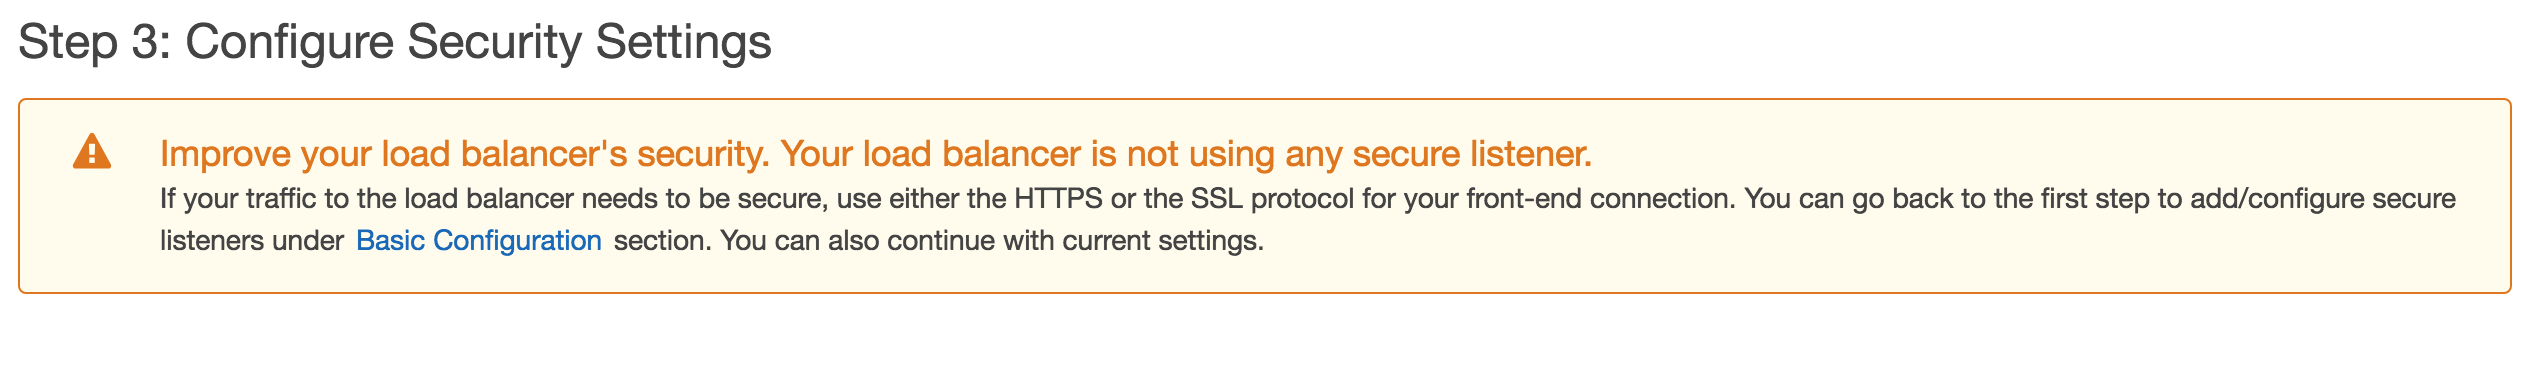 Step 3: Configure Security Settings
Improve your load balancer's security. Your load balancer is not using any secure listener.
If your traffic to the load balancer needs to be secure, use either the HTTPS or the SSL protocol for your front-end connection. You can go back to the first step to add/configure secure
listeners under Basic Configuration section. You can also continue with current settings.